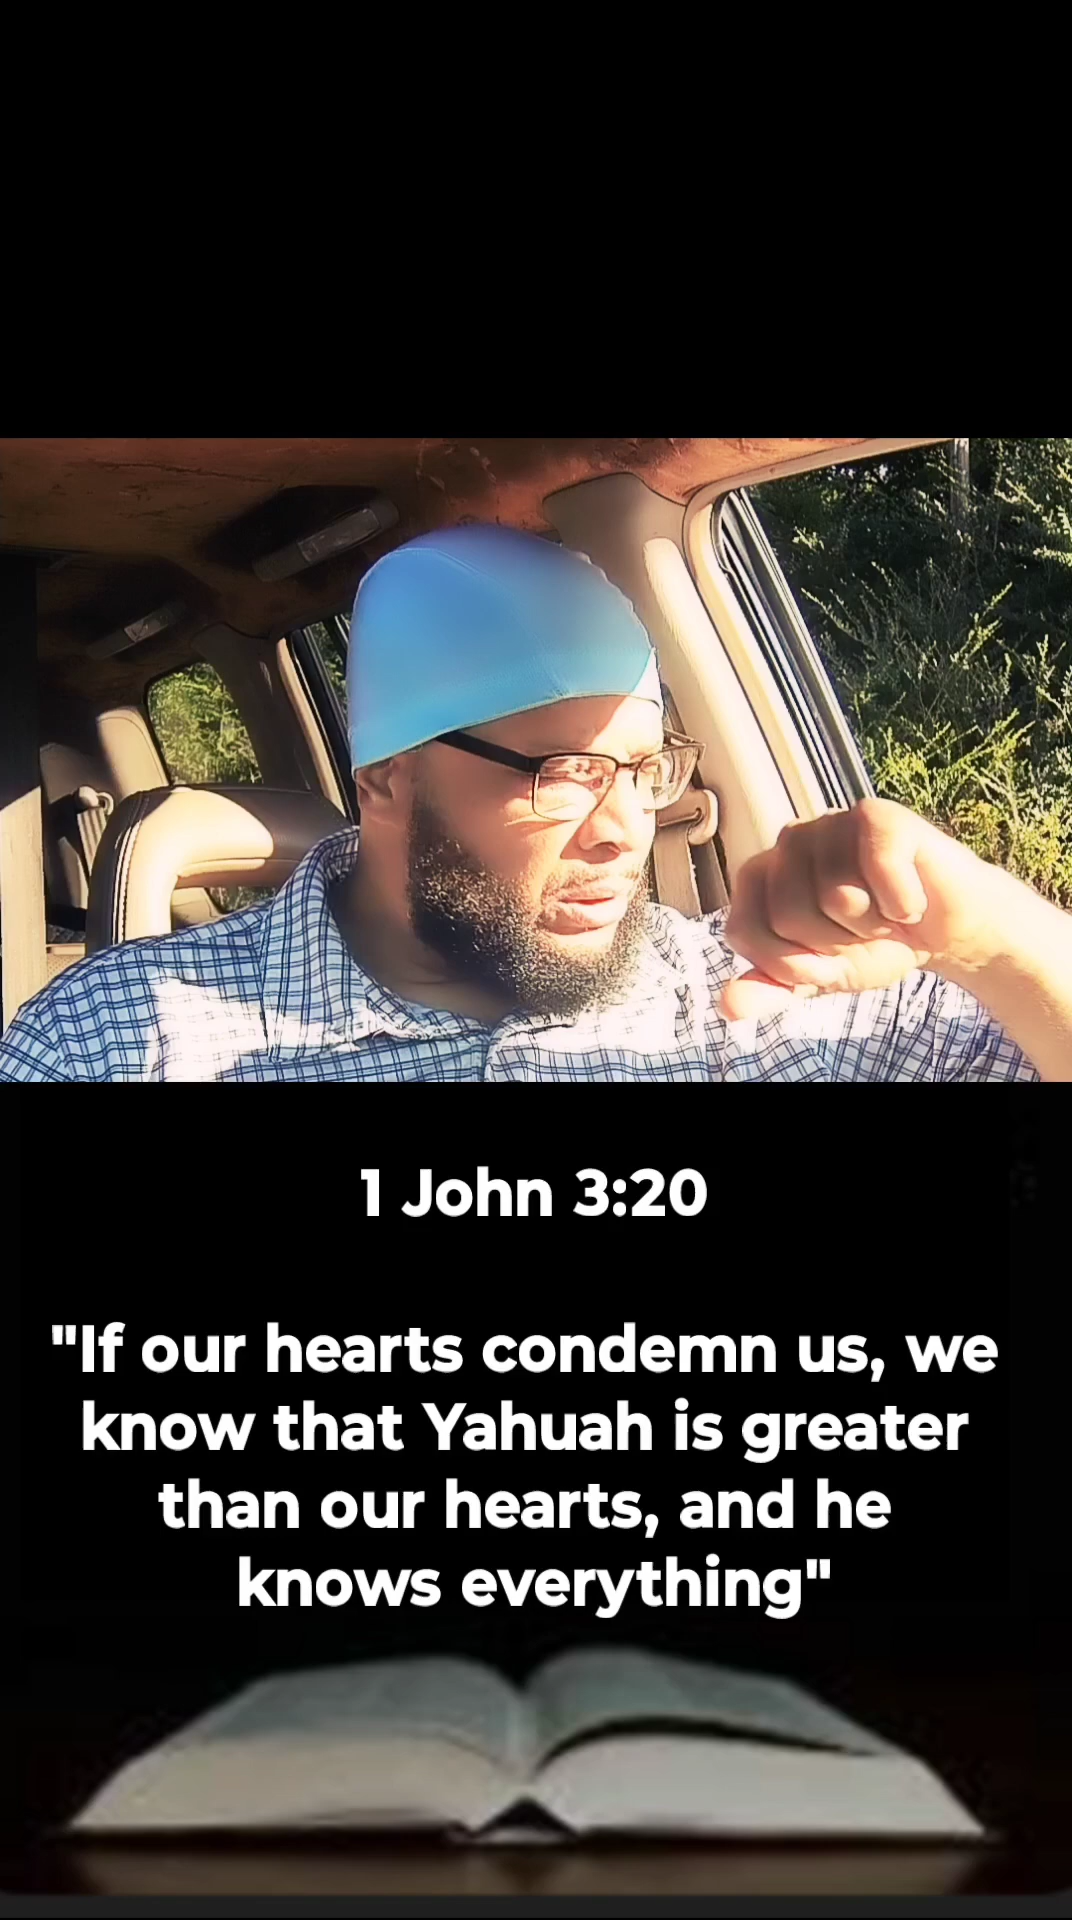 1 John 3:20
"If our hearts condemn us, we
know that Yahuah is greater
than our hearts, and he
knows everything"